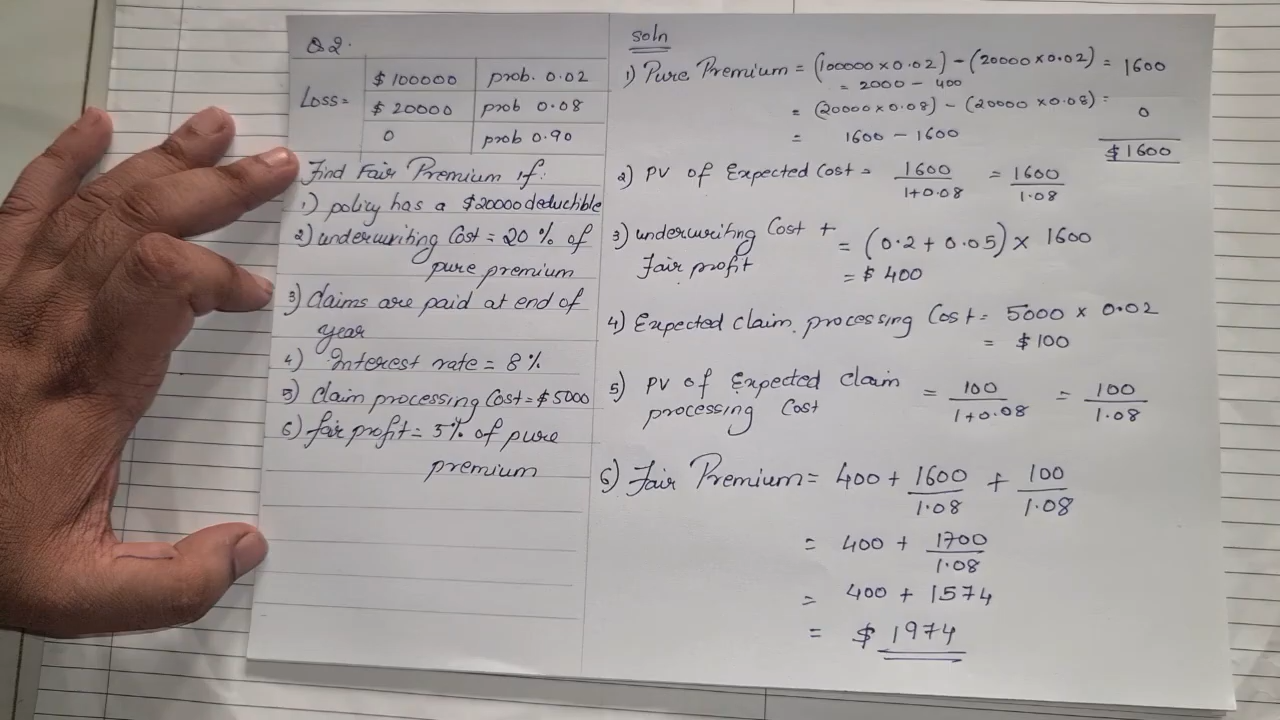 Q2.
Loss =
$ 100000 prob. 0.02
$ 20000 prob 0.08
0 prob 0.90
Find Fair Premium if:
1) policy has a $20000 deductible
2) underwriting Cost = 20 % of
pure premium
3) Claims are paid at end of
year
4) Interest rate = 8%
5) Claim processing Cost = $ 5000
6) fair profit = 5% of pure
premium
Soln
1) Pure Premium = (100000 x 0.02) - (20000 x 0.02) = 1600
= 2000 - 400
= (20000 x 0.08) - (20000 x 0.08) = 0
= 1600 - 1600
$ 1600
2) PV of Expected Cost = 1600/1+0.08 = 1600/1.08
3) underwriting Cost + Fair profit = (0.2 + 0.05) x 1600
= $ 400
4) Expected claim. processing Cost = 5000 x 0.02
= $ 100
5) PV of Expected claim processing Cost = 100/1+0.08 = 100/1.08
6) Fair Premium = 400 + 1600/1.08 + 100/1.08
= 400 + 1700/1.08
= 400 + 1574
= $ 1974